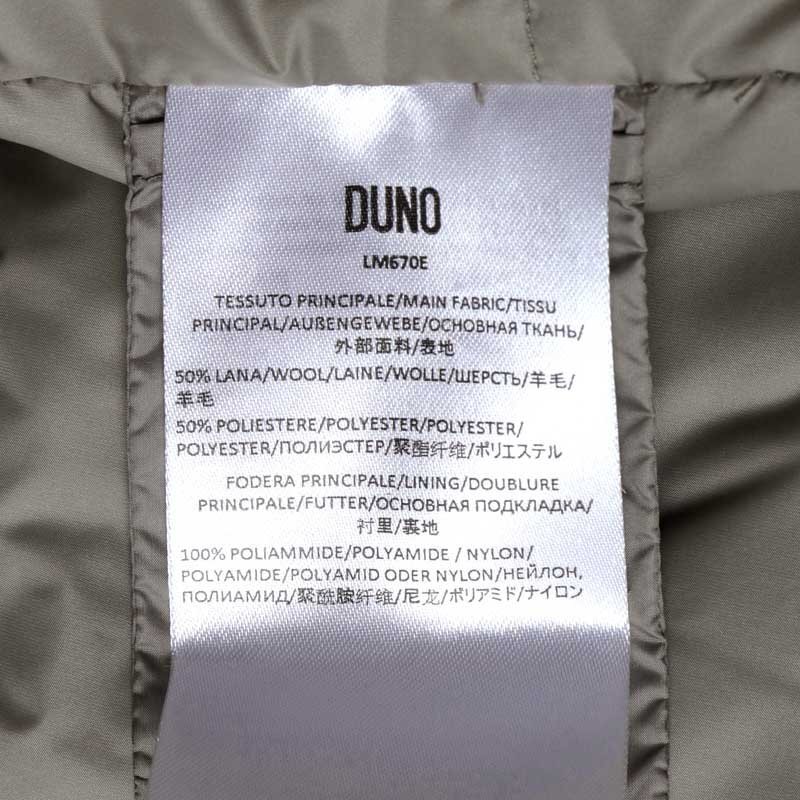 DUNO
LM670E
TESSUTO PRINCIPALE/MAIN FABRIC/TISSU
PRINCIPAL/AUßENGEWEBE/ОСНОВНАЯ ТКАНЬ/
外部面料/表地
50% LANA/WOOL/LAINE/WOLLE/ШЕРСТЬ/羊毛/
羊毛
50% POLIESTERE/POLYESTER/POLYESTER/
POLYESTER/ПОЛИЭСТЕР/聚酯纤维/ポリエステル
FODERA PRINCIPALE/LINING/DOUBLURE
PRINCIPALE/FUTTER/ОСНОВНАЯ ПОДКЛАДКА/
衬里/裏地
100% POLIAMMIDE/POLYAMIDE / NYLON/
POLYAMIDE/POLYAMID ODER NYLON/НЕЙЛОН,
ПОЛИАМИД/聚酰胺纤维/尼龙/ポリアミド/ナイロン